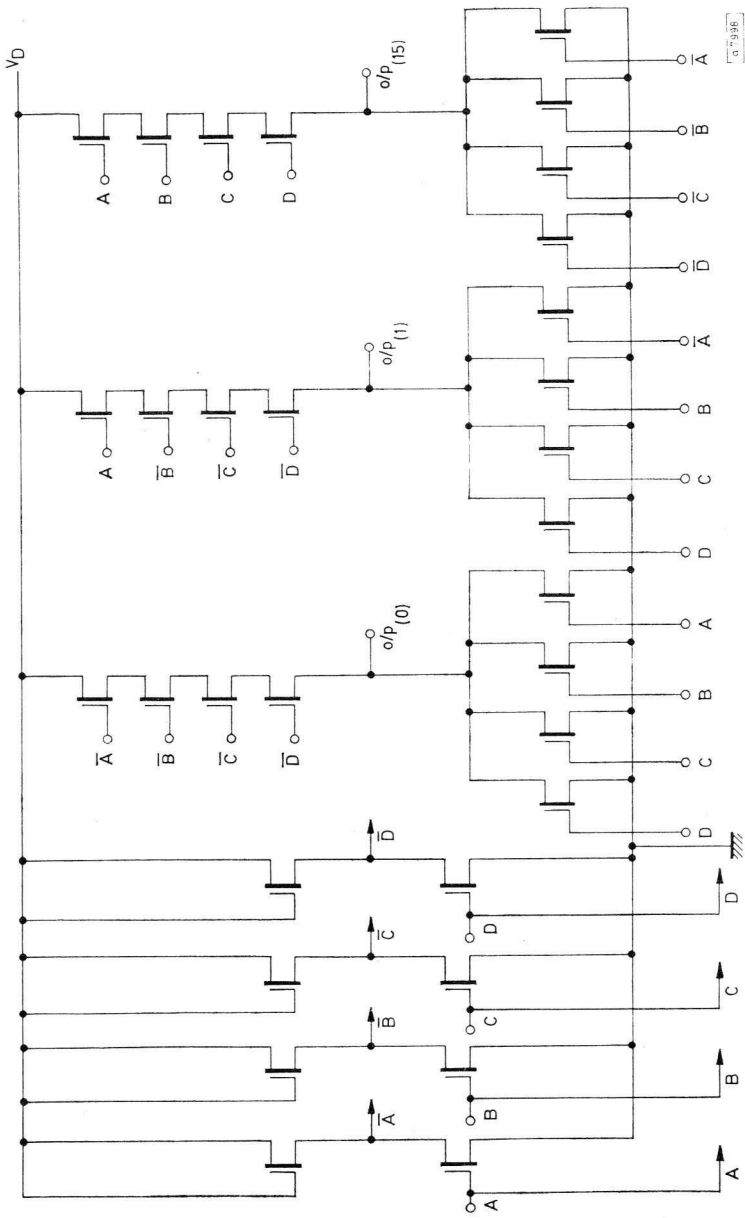 V_D
A
B
C
D
o/p(15)
A̅
B̅
C̅
D̅
A
B̅
C̅
D̅
o/p(1)
A̅
B
C
D
A̅
B̅
C̅
D̅
o/p(0)
A
B
C
D
D̅
D
D
C̅
C
C
B̅
B
B
A̅
A
A
a 7998